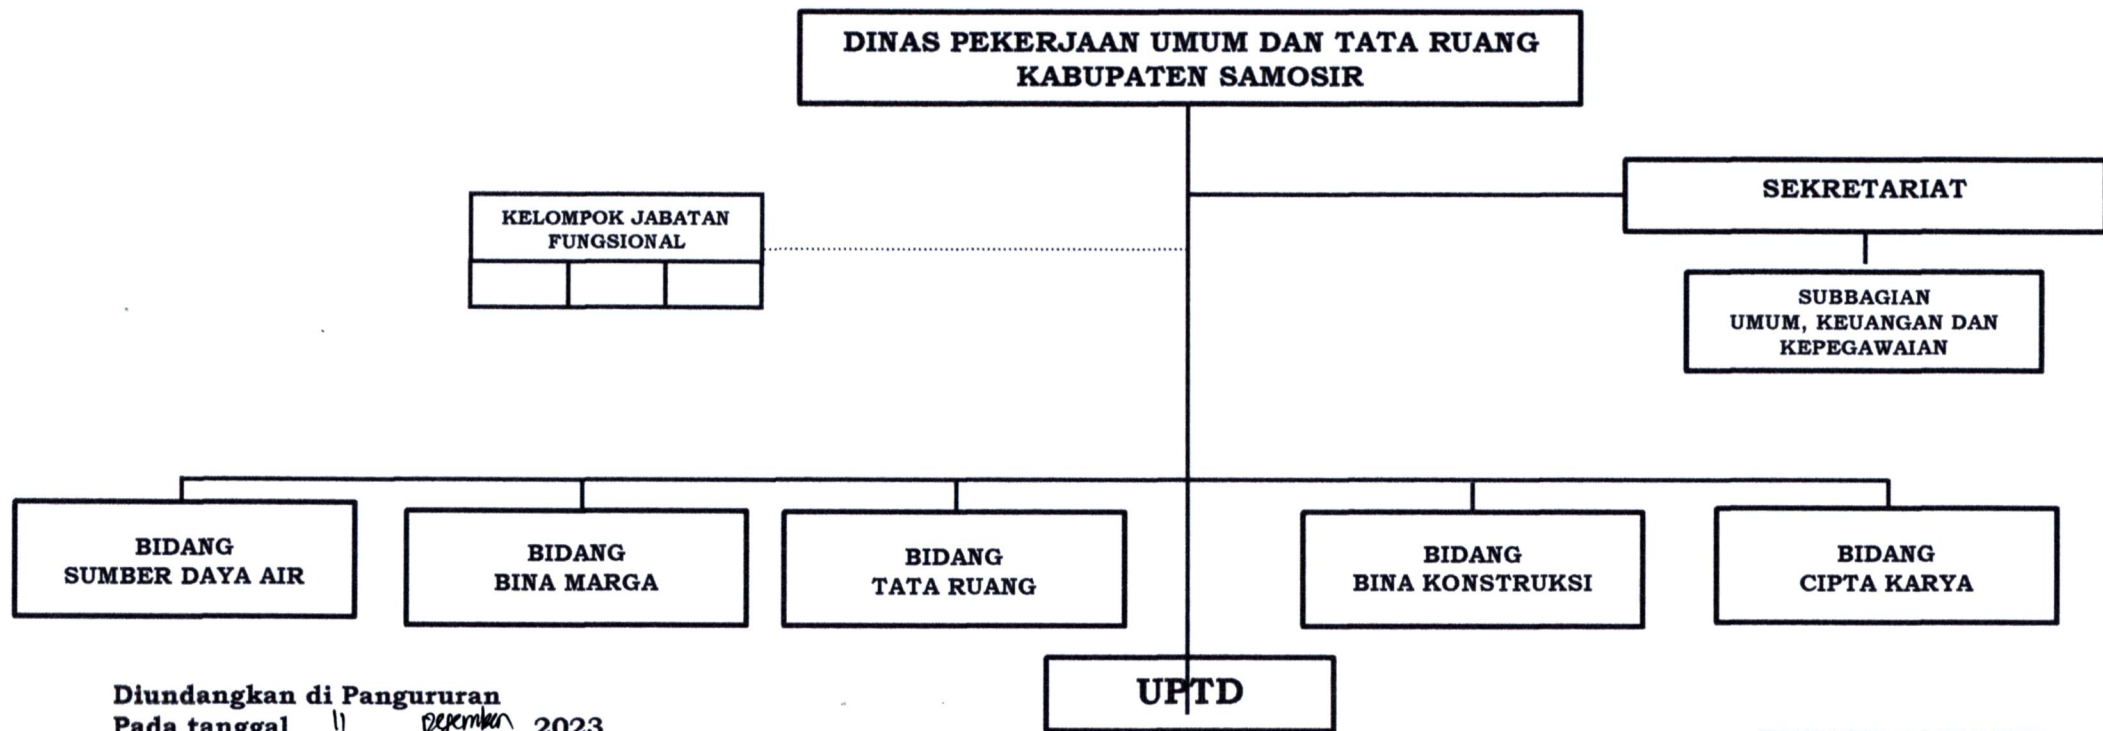 DINAS PEKERJAAN UMUM DAN TATA RUANG
KABUPATEN SAMOSIR
SEKRETARIAT
KELOMPOK JABATAN
FUNGSIONAL
SUBBAGIAN
UMUM, KEUANGAN DAN
KEPEGAWAIAN
BIDANG
SUMBER DAYA AIR
BIDANG
BINA MARGA
BIDANG
TATA RUANG
BIDANG
BINA KONSTRUKSI
BIDANG
CIPTA KARYA
UPTD
Diundangkan di Pangururan
Pada tanggal 11 Desember 2023